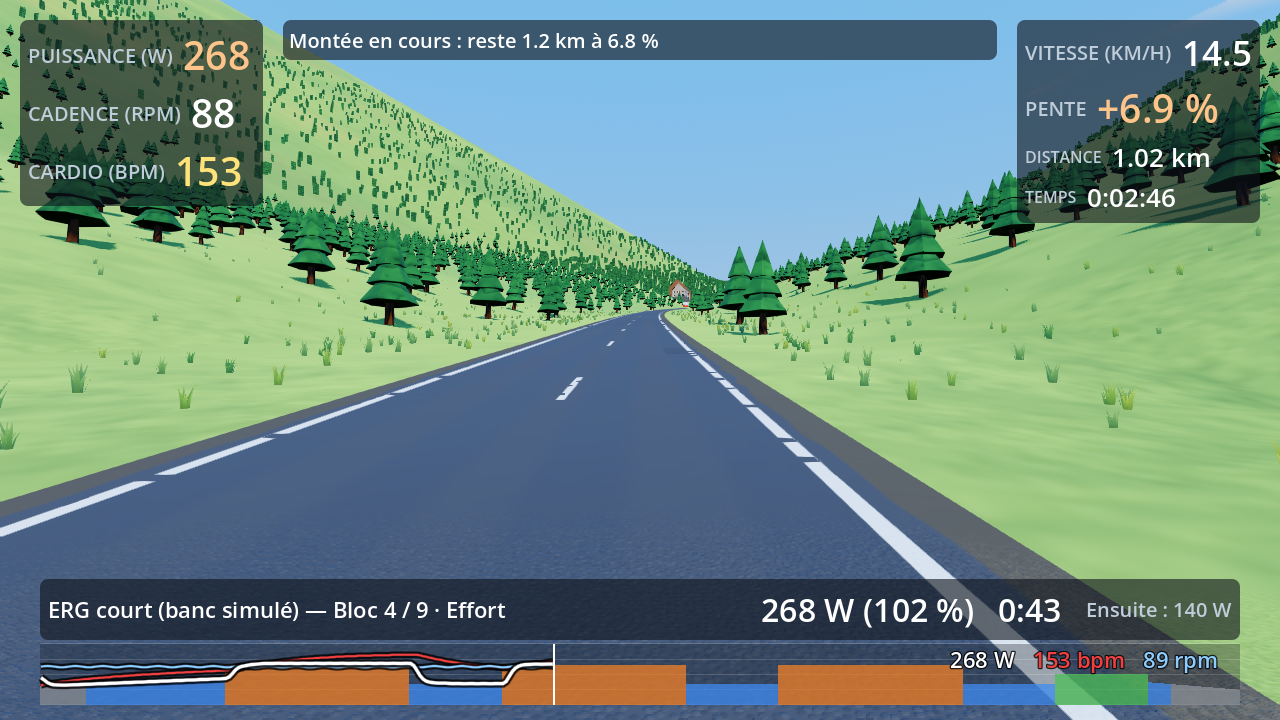 PUISSANCE (W) 268
CADENCE (RPM) 88
CARDIO (BPM) 153
Montée en cours : reste 1.2 km à 6.8 %
VITESSE (KM/H) 14.5
PENTE +6.9 %
DISTANCE 1.02 km
TEMPS 0:02:46
ERG court (banc simulé) — Bloc 4 / 9 · Effort 268 W (102 %) 0:43 Ensuite : 140 W
268 W 153 bpm 89 rpm